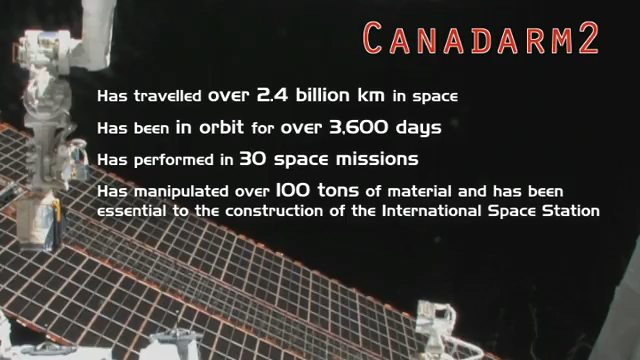 CANADARM2
Has travelled over 2.4 billion km in space
Has been in orbit for over 3,600 days
Has performed in 30 space missions
Has manipulated over 100 tons of material and has been
essential to the construction of the International Space Station